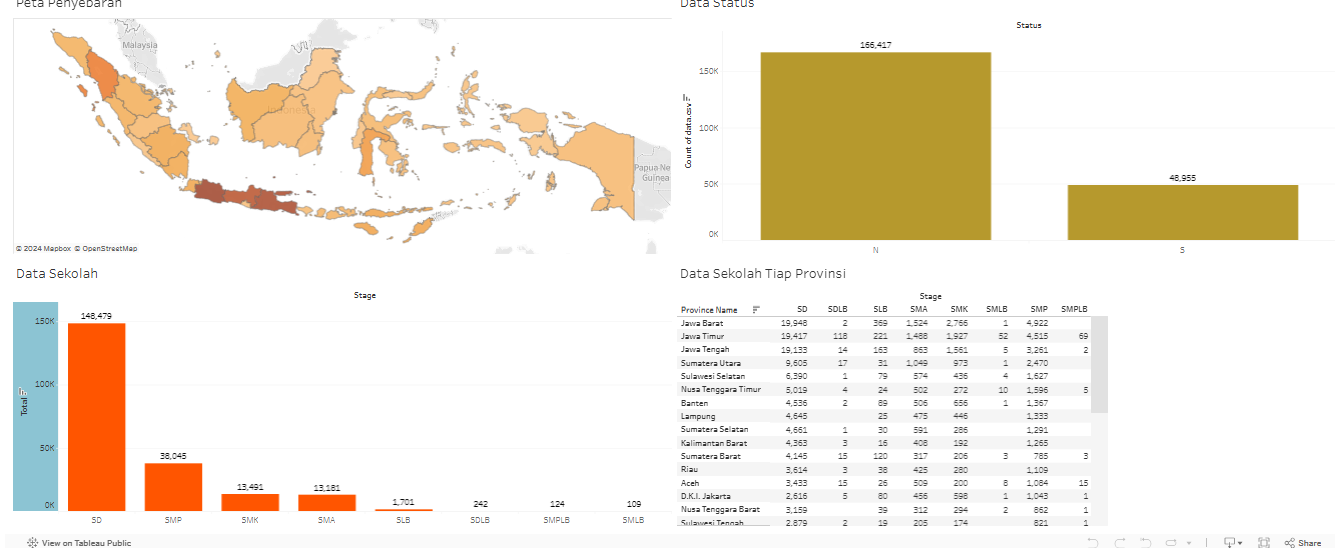 Peta Penyebaran
Malaysia
Indonesia
Papua Ne
Guinea
© 2024 Mapbox © OpenStreetMap
Data Status
Status
Count of data.csv
150K
100K
50K
0K
166,417
48,955
N
S
Data Sekolah
Stage
Total
150K
100K
50K
0K
148,479
38,045
13,491
13,181
1,701
242
124
109
SD SMP SMK SMA SLB SDLB SMPLB SMLB
Data Sekolah Tiap Provinsi
Stage
Province Name SD SDLB SLB SMA SMK SMLB SMP SMPLB
Jawa Barat 19,948 2 369 1,524 2,766 1 4,922
Jawa Timur 19,417 118 221 1,488 1,927 52 4,515 69
Jawa Tengah 19,133 14 163 863 1,561 5 3,261 2
Sumatera Utara 9,605 17 31 1,049 973 1 2,470
Sulawesi Selatan 6,390 1 79 574 436 4 1,627
Nusa Tenggara Timur 5,019 4 24 502 272 10 1,596 5
Banten 4,536 2 89 506 656 1 1,367
Lampung 4,645 25 475 446 1,333
Sumatera Selatan 4,661 1 30 591 286 1,291
Kalimantan Barat 4,363 3 16 408 192 1,265
Sumatera Barat 4,145 15 120 317 206 3 785 3
Riau 3,614 3 38 425 280 1,109
Aceh 3,433 15 26 509 200 8 1,084 15
D.K.I. Jakarta 2,616 5 80 456 598 1 1,043 1
Nusa Tenggara Barat 3,159 39 312 294 2 862 1
Sulawesi Tengah 2,879 2 19 205 174 821 1
View on Tableau Public
Share